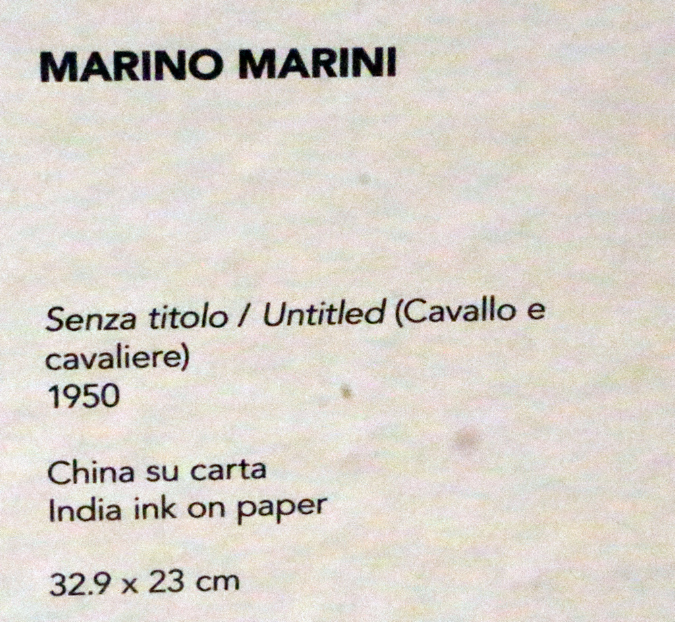 MARINO MARINI
Senza titolo / Untitled (Cavallo e
cavaliere)
1950
China su carta
India ink on paper
32.9 x 23 cm